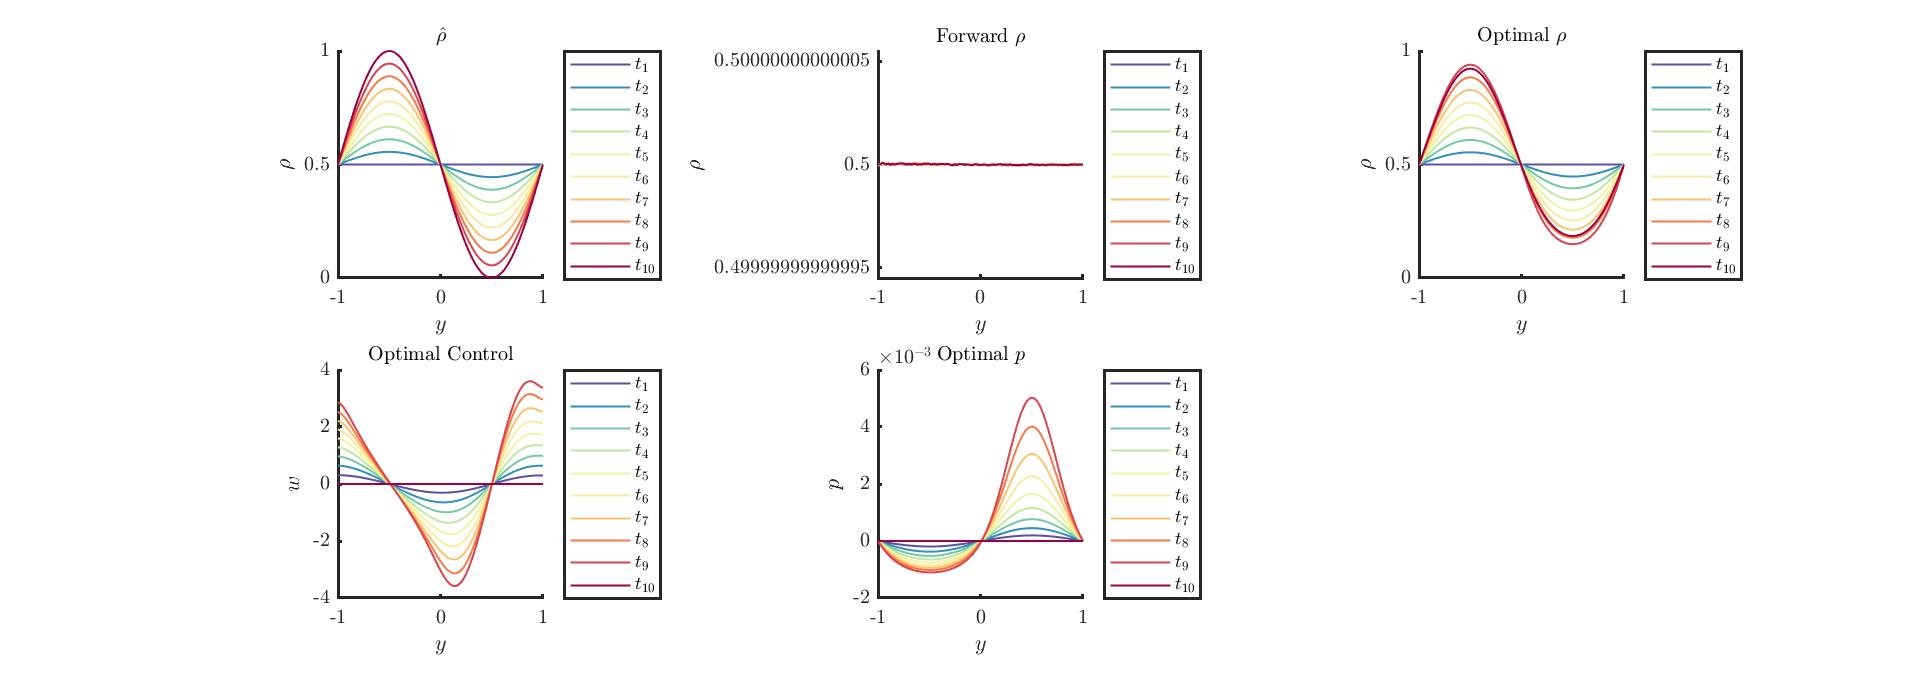 ρ̂
1
0.5
0
ρ
-1
0
1
y
t₁
t₂
t₃
t₄
t₅
t₆
t₇
t₈
t₉
t₁₀
Forward ρ
0.50000000000005
0.5
0.49999999999995
ρ
-1
0
1
y
t₁
t₂
t₃
t₄
t₅
t₆
t₇
t₈
t₉
t₁₀
Optimal ρ
1
0.5
0
ρ
-1
0
1
y
t₁
t₂
t₃
t₄
t₅
t₆
t₇
t₈
t₉
t₁₀
Optimal Control
4
2
0
-2
-4
w
-1
0
1
y
t₁
t₂
t₃
t₄
t₅
t₆
t₇
t₈
t₉
t₁₀
×10⁻³ Optimal p
6
4
2
0
-2
p
-1
0
1
y
t₁
t₂
t₃
t₄
t₅
t₆
t₇
t₈
t₉
t₁₀